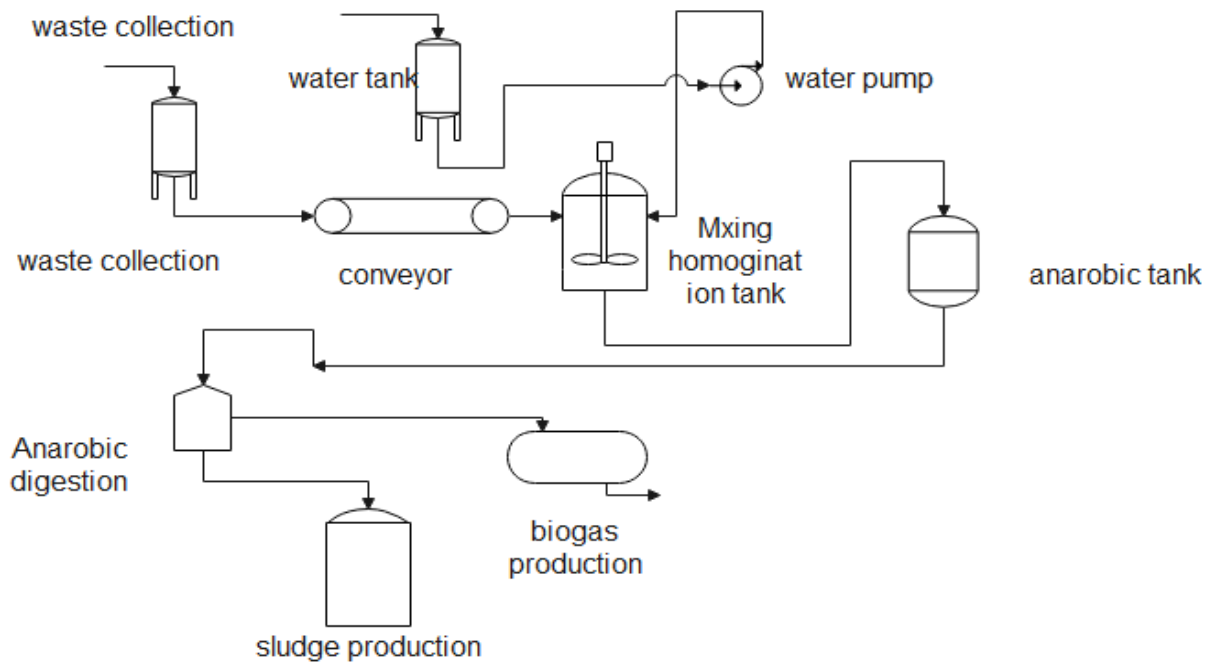 waste collection
water tank
water pump
waste collection
conveyor
Mxing
homoginat
ion tank
anarobic tank
Anarobic
digestion
biogas
production
sludge production